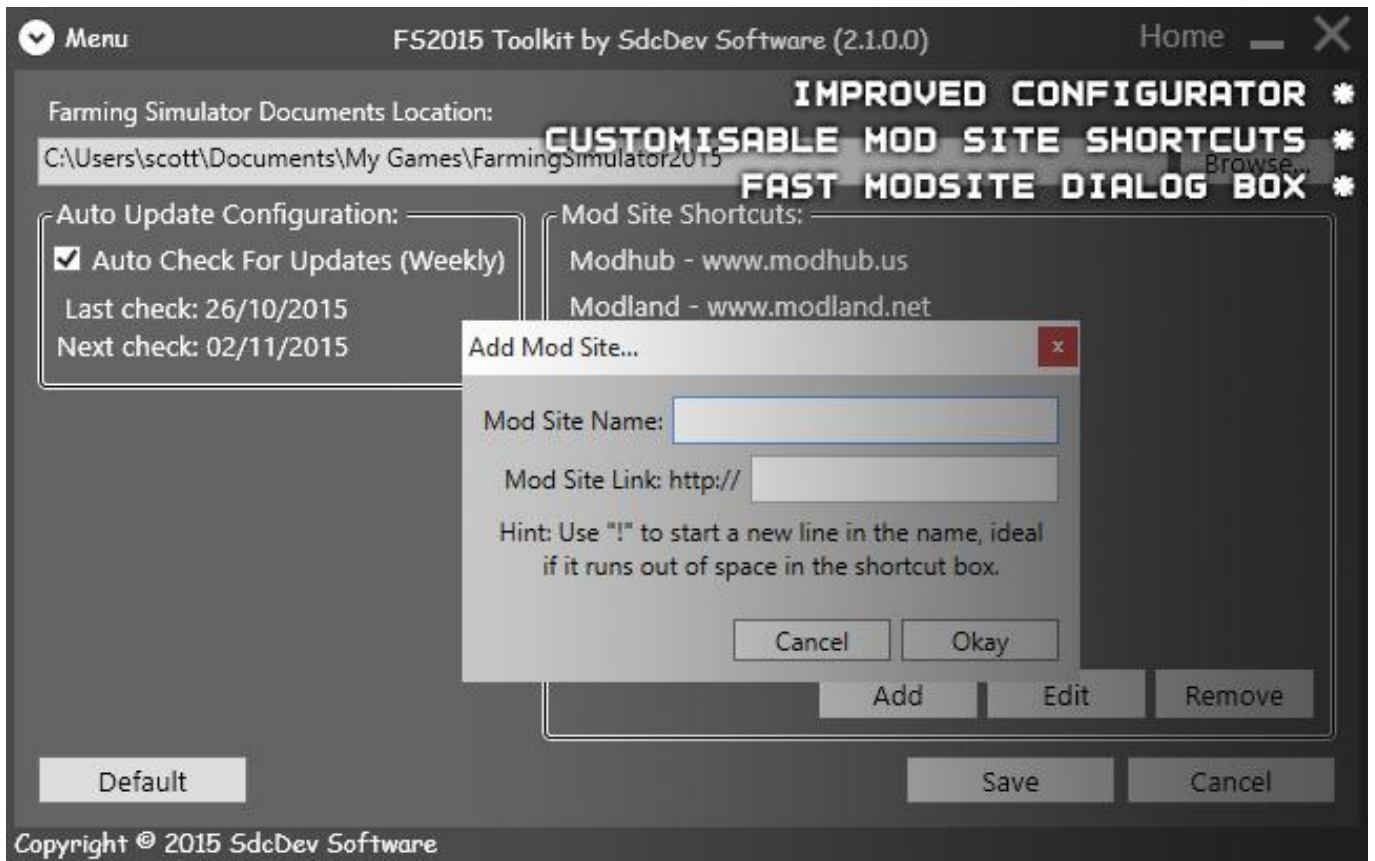 Menu
FS2015 Toolkit by SdcDev Software (2.1.0.0)
Home
IMPROVED CONFIGURATOR *
Farming Simulator Documents Location:
CUSTOMISABLE MOD SITE SHORTCUTS *
C:\Users\scott\Documents\My Games\FarmingSimulator2015
Browse...
FAST MODSITE DIALOG BOX *
Auto Update Configuration:
Auto Check For Updates (Weekly)
Last check: 26/10/2015
Next check: 02/11/2015
Mod Site Shortcuts:
Modhub - www.modhub.us
Modland - www.modland.net
Add Mod Site...
x
Mod Site Name:
Mod Site Link: http://
Hint: Use "!" to start a new line in the name, ideal
if it runs out of space in the shortcut box.
Cancel
Okay
Add
Edit
Remove
Default
Save
Cancel
Copyright © 2015 SdcDev Software